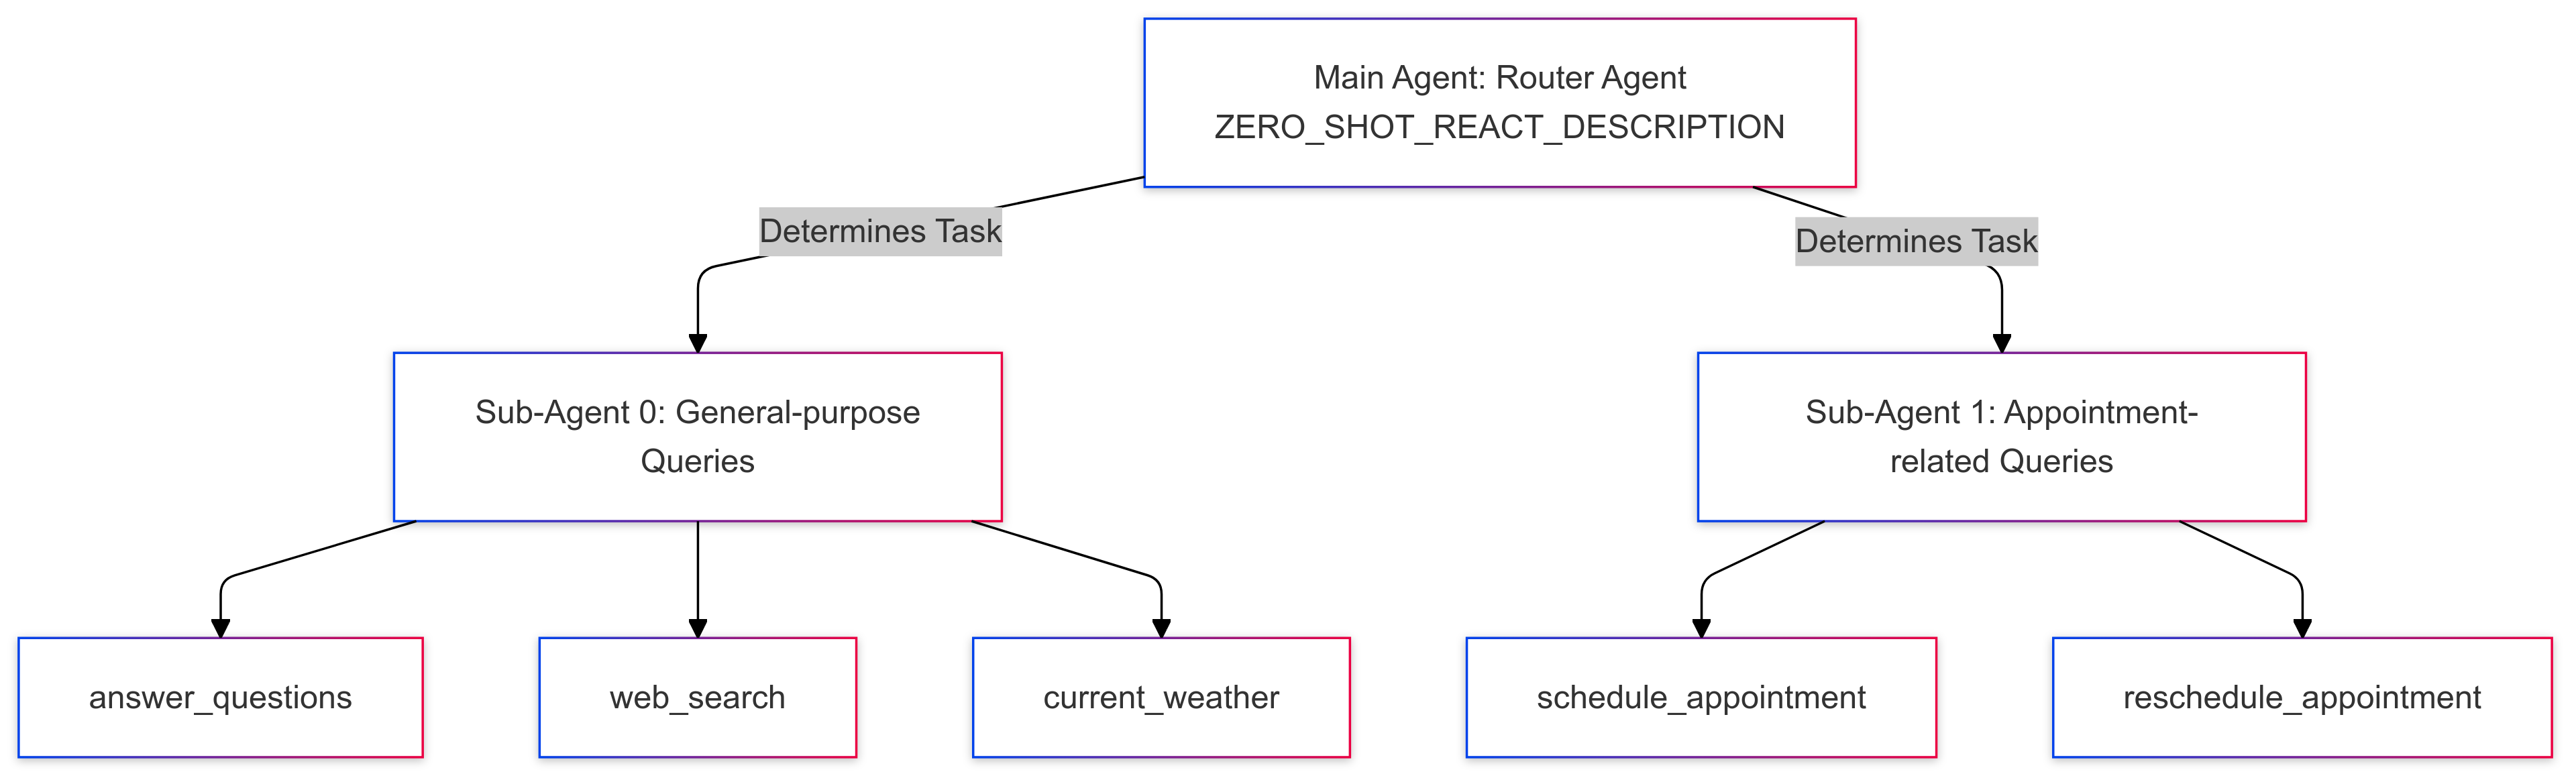 Main Agent: Router Agent
ZERO_SHOT_REACT_DESCRIPTION
Determines Task
Determines Task
Sub-Agent 0: General-purpose
Queries
Sub-Agent 1: Appointment-
related Queries
answer_questions
web_search
current_weather
schedule_appointment
reschedule_appointment